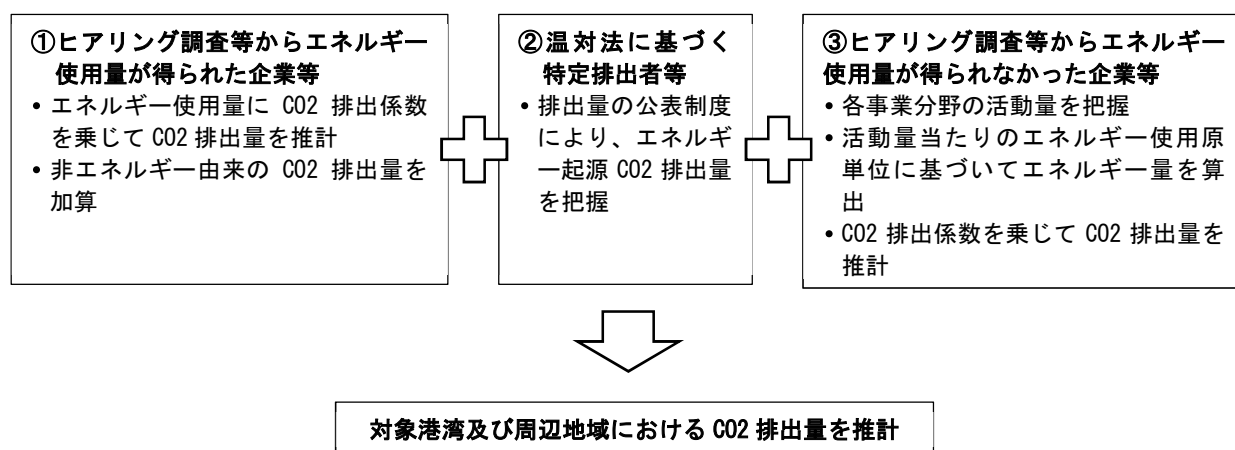 ①ヒアリング調査等からエネルギー
使用量が得られた企業等
• エネルギー使用量に CO2 排出係数
を乗じて CO2 排出量を推計
• 非エネルギー由来の CO2 排出量を
加算
②温対法に基づく
特定排出者等
• 排出量の公表制度
により、エネルギ
ー起源 CO2 排出量
を把握
③ヒアリング調査等からエネルギー
使用量が得られなかった企業等
• 各事業分野の活動量を把握
• 活動量当たりのエネルギー使用原
単位に基づいてエネルギー量を算
出
• CO2 排出係数を乗じて CO2 排出量を
推計
対象港湾及び周辺地域における CO2 排出量を推計